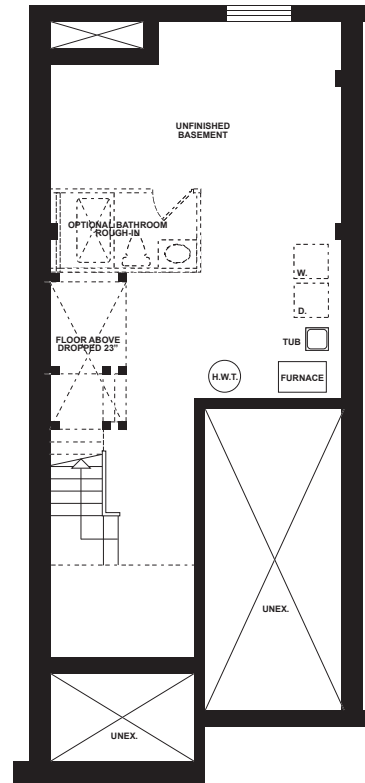 UNFINISHED
BASEMENT
OPTIONAL BATHROOM
ROUGH-IN
W.
D.
FLOOR ABOVE
DROPPED 23"
TUB
H.W.T.
FURNACE
UNEX.
UNEX.